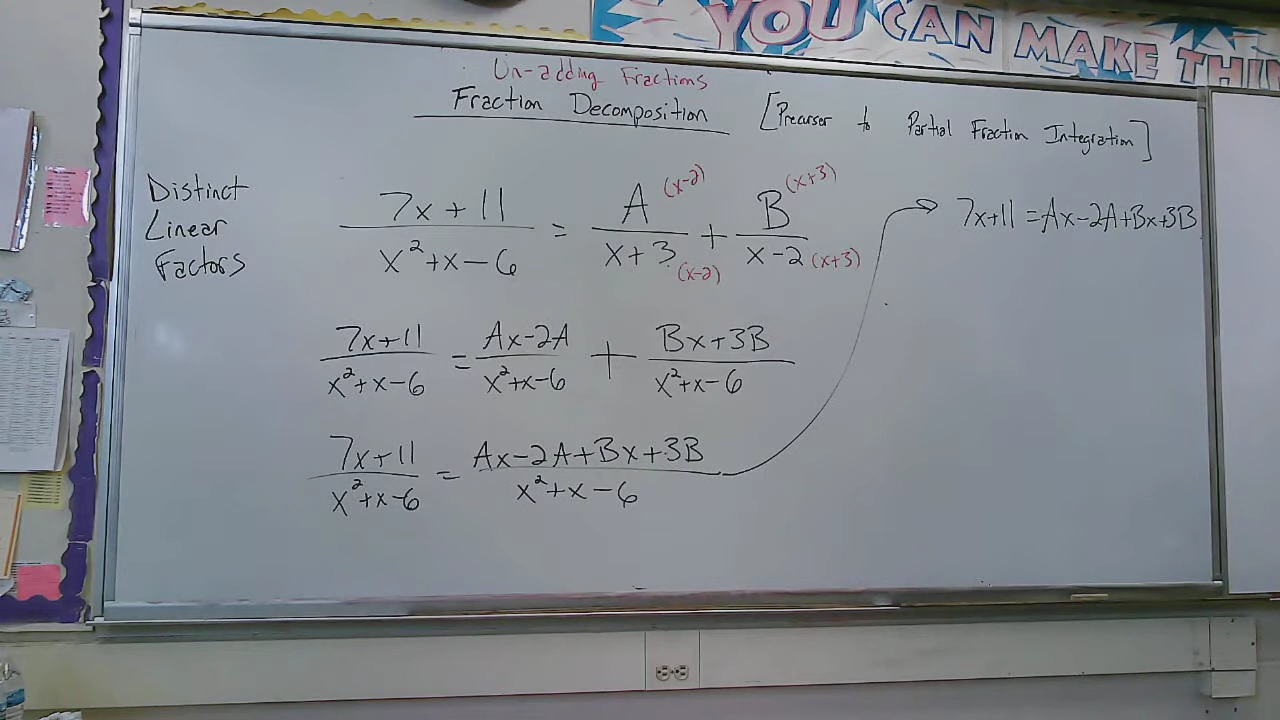 YOU CAN MAKE THIN
Un-adding Fractions
Fraction Decomposition [Precursor to Partial Fraction Integration]
Distinct
Linear
Factors
(7x+11)/(x²+x-6) = A (x-2)/(x+3 (x-2)) + B (x+3)/(x-2 (x+3))
(7x+11)/(x²+x-6) = (Ax-2A)/(x²+x-6) + (Bx+3B)/(x²+x-6)
(7x+11)/(x²+x-6) = (Ax-2A+Bx+3B)/(x²+x-6)
7x+11 = Ax-2A+Bx+3B